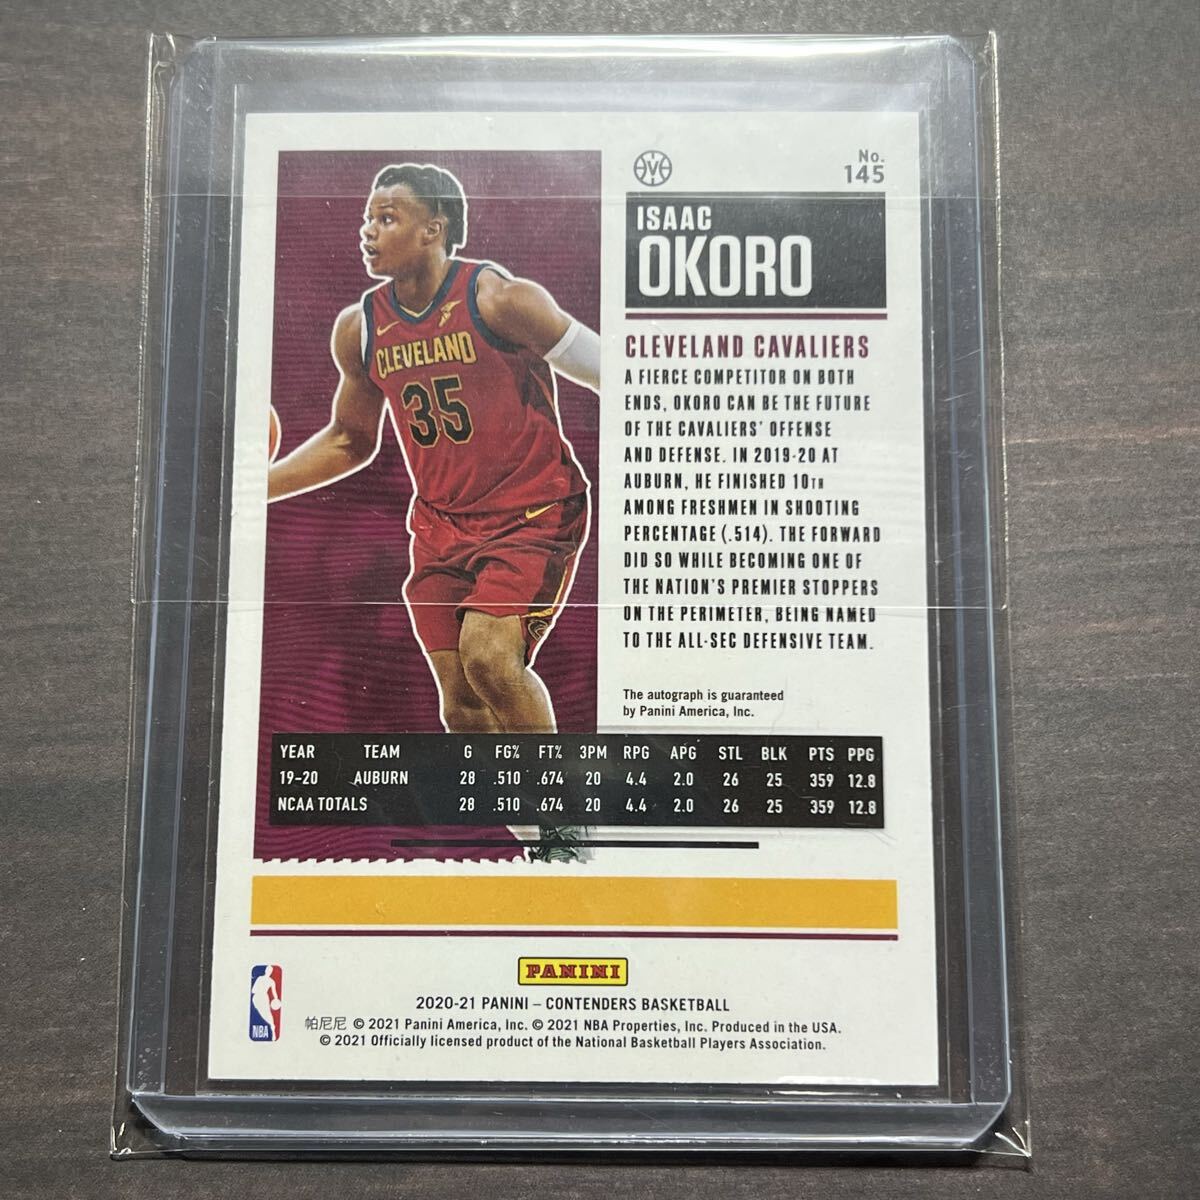 No.
145
ISAAC
OKORO
CLEVELAND CAVALIERS
A FIERCE COMPETITOR ON BOTH
ENDS, OKORO CAN BE THE FUTURE
OF THE CAVALIERS' OFFENSE
AND DEFENSE. IN 2019-20 AT
AUBURN, HE FINISHED 10TH
AMONG FRESHMEN IN SHOOTING
PERCENTAGE (.514). THE FORWARD
DID SO WHILE BECOMING ONE OF
THE NATION'S PREMIER STOPPERS
ON THE PERIMETER, BEING NAMED
TO THE ALL-SEC DEFENSIVE TEAM.
The autograph is guaranteed
by Panini America, Inc.
CLEVELAND
35
YEAR TEAM G FG% FT% 3PM RPG APG STL BLK PTS PPG
19-20 AUBURN 28 .510 .674 20 4.4 2.0 26 25 359 12.8
NCAA TOTALS 28 .510 .674 20 4.4 2.0 26 25 359 12.8
PANINI
NBA
2020-21 PANINI – CONTENDERS BASKETBALL
帕尼尼 © 2021 Panini America, Inc. © 2021 NBA Properties, Inc. Produced in the USA.
© 2021 Officially licensed product of the National Basketball Players Association.